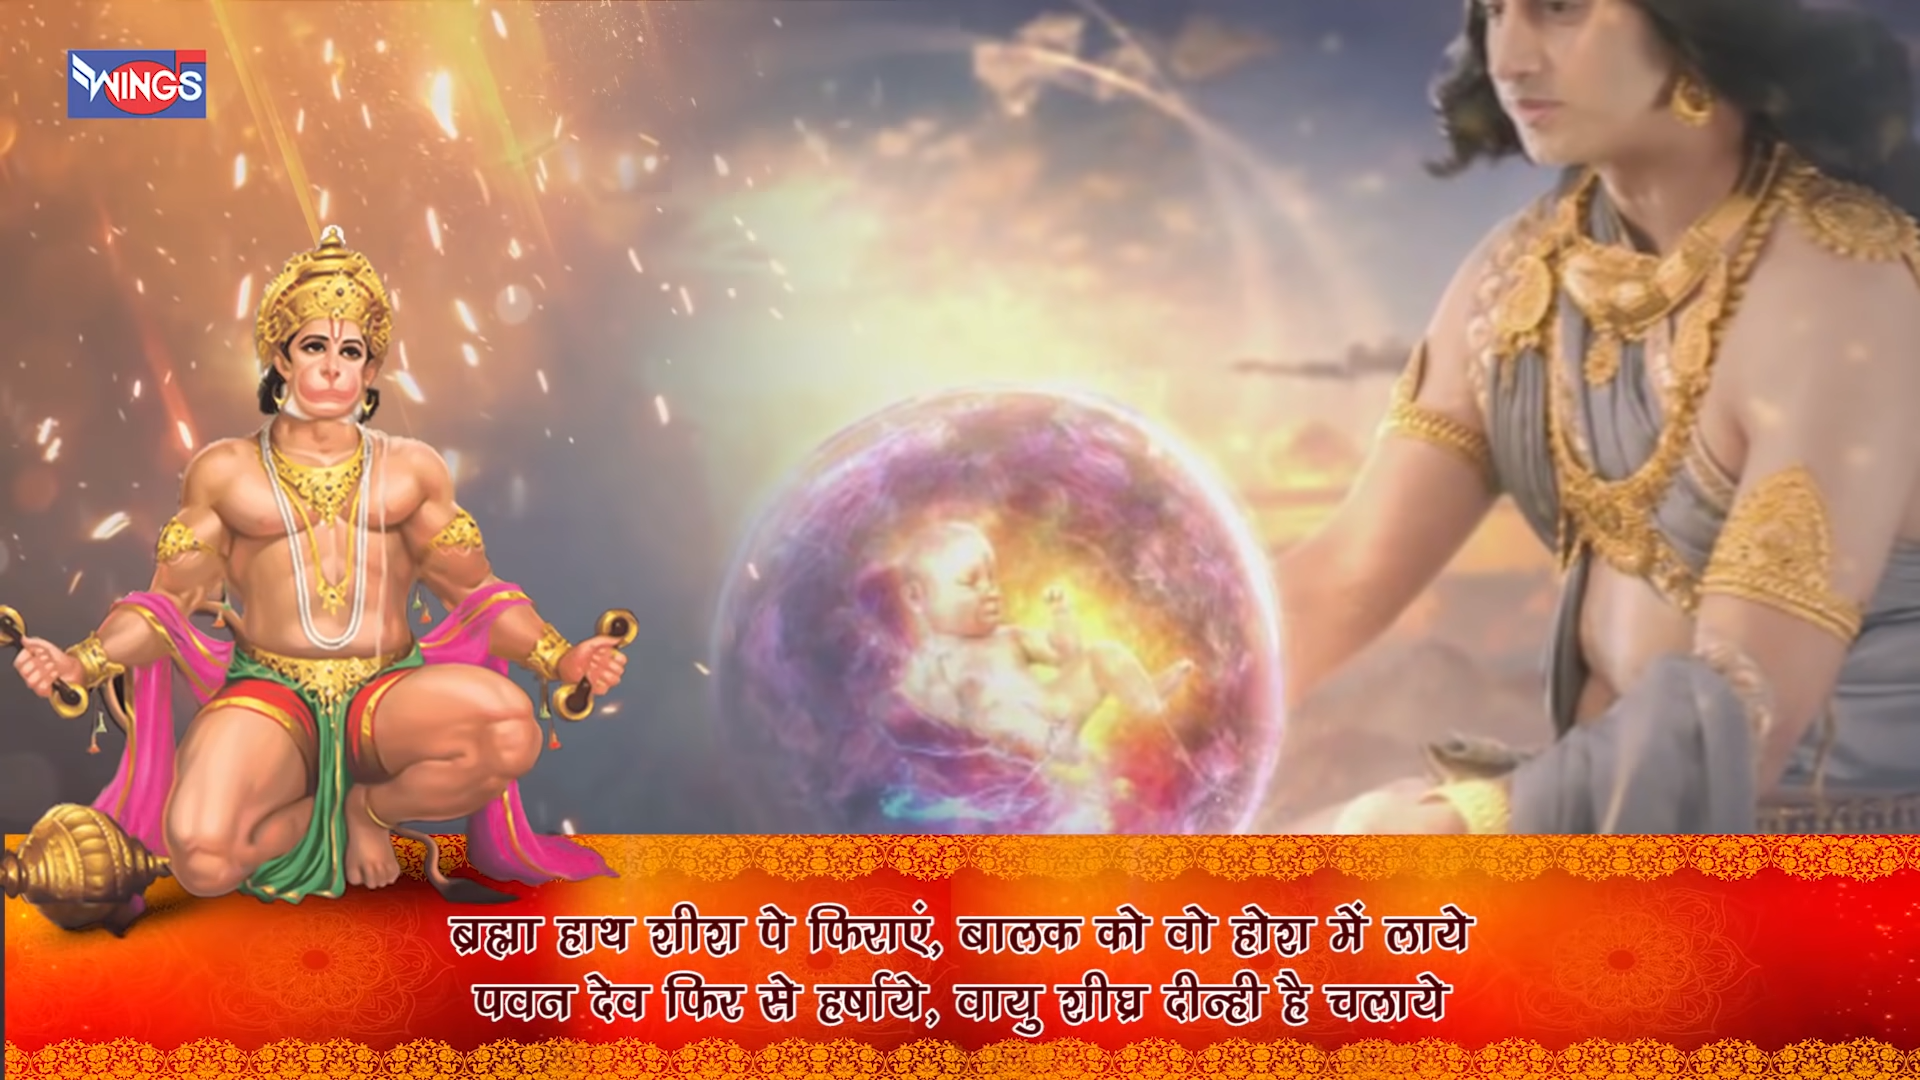 WINGS
ब्रह्मा हाथ शीश पे फिराएं, बालक को वो होश में लाये
पवन देव फिर से हर्षाये, वायु शीघ्र दीन्ही है चलाये